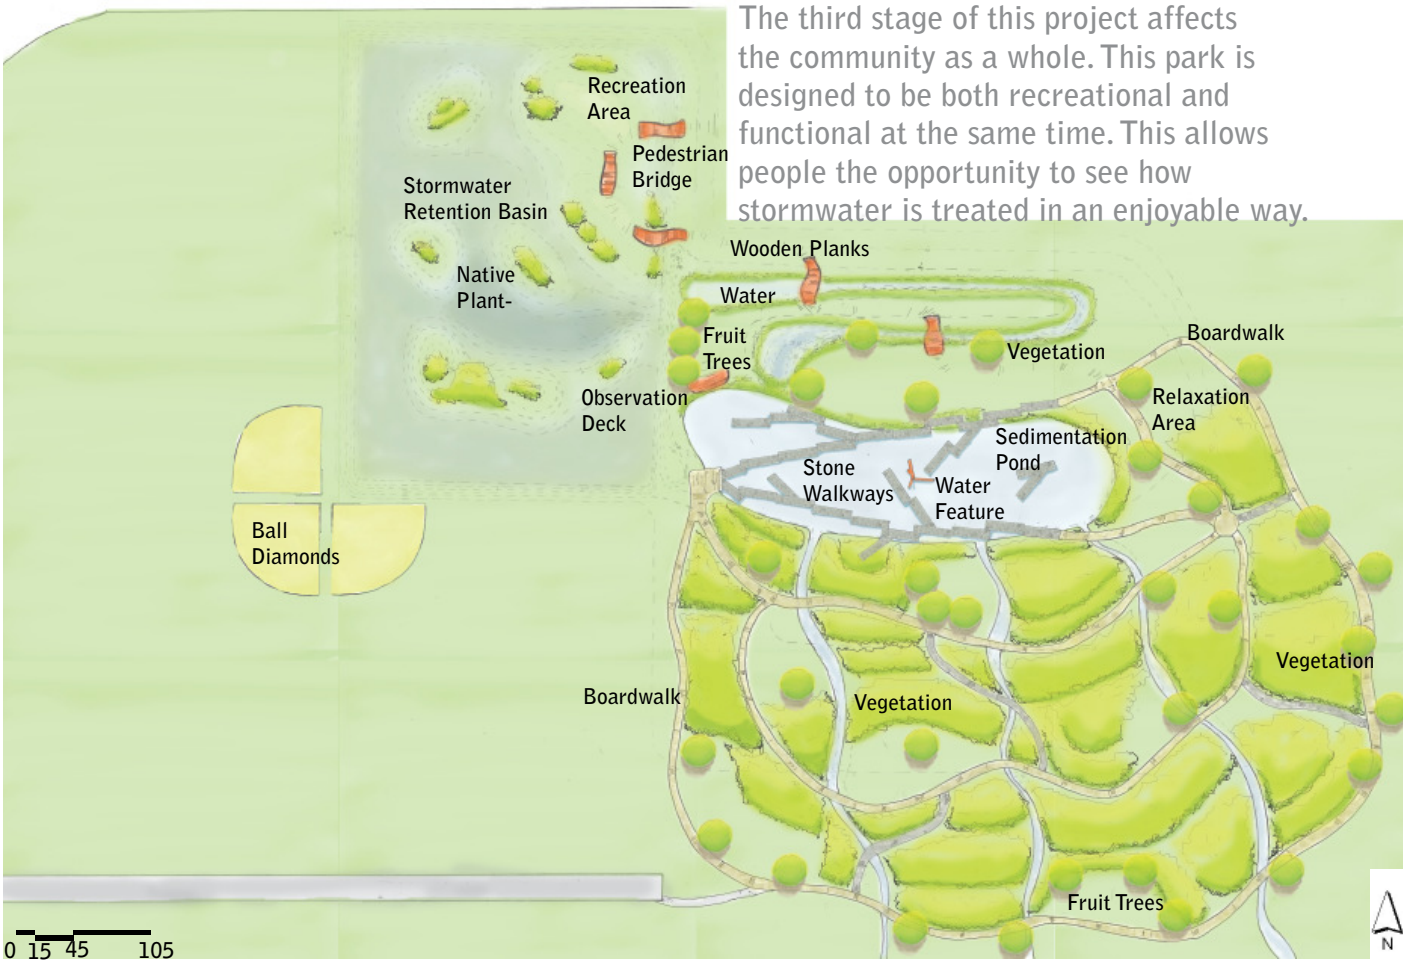 The third stage of this project affects
the community as a whole. This park is
designed to be both recreational and
functional at the same time. This allows
people the opportunity to see how
stormwater is treated in an enjoyable way.
Recreation
Area
Pedestrian
Bridge
Stormwater
Retention Basin
Native
Plant-
Wooden Planks
Water
Fruit
Trees
Vegetation
Boardwalk
Observation
Deck
Relaxation
Area
Sedimentation
Pond
Stone
Walkways
Water
Feature
Ball
Diamonds
Boardwalk
Vegetation
Vegetation
Fruit Trees
0 15 45 105
N